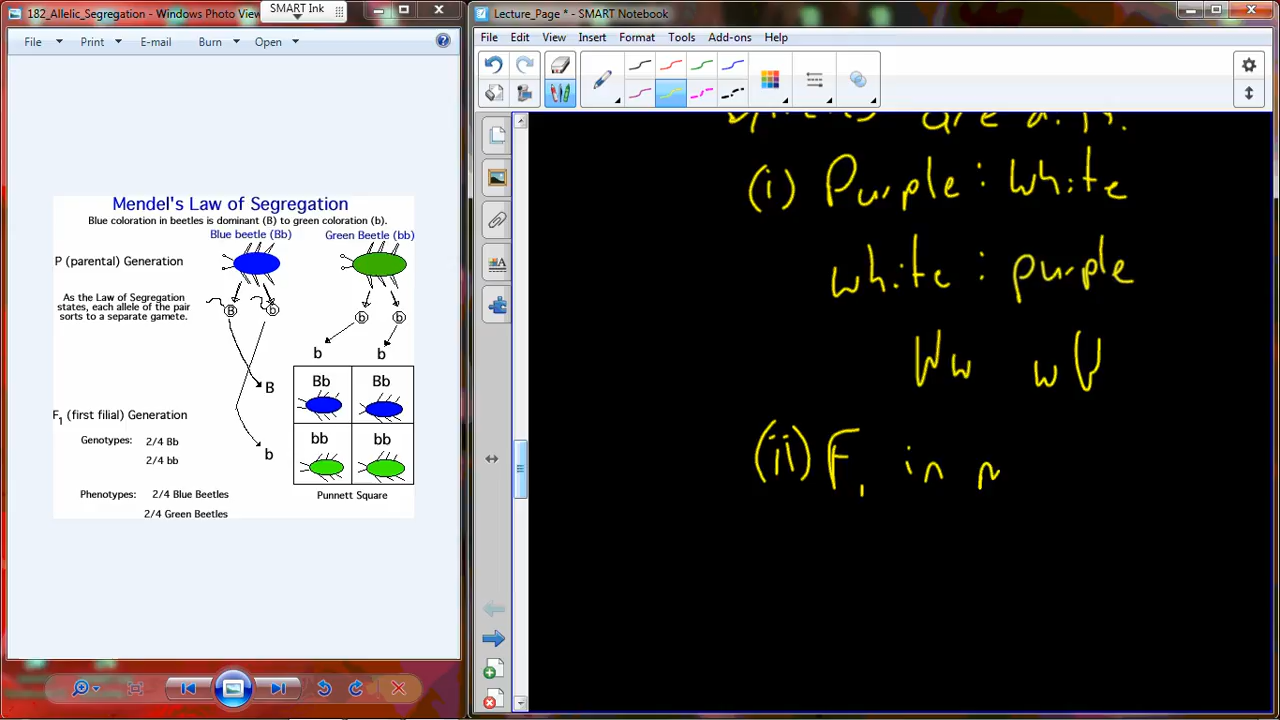 182_Allelic_Segregation - Windows Photo View
SMART Ink
File Print E-mail Burn Open
Mendel's Law of Segregation
Blue coloration in beetles is dominant (B) to green coloration (b).
Blue beetle (Bb) Green Beetle (bb)
P (parental) Generation
As the Law of Segregation
states, each allele of the pair
sorts to a separate gamete.
B b b b
b b
B Bb Bb
F1 (first filial) Generation
Genotypes: 2/4 Bb
b bb bb
2/4 bb
Phenotypes: 2/4 Blue Beetles
Punnett Square
2/4 Green Beetles
Lecture_Page * - SMART Notebook
File Edit View Insert Format Tools Add-ons Help
are
(i) Purple : White
white : purple
Ww wW
(ii) F1 in